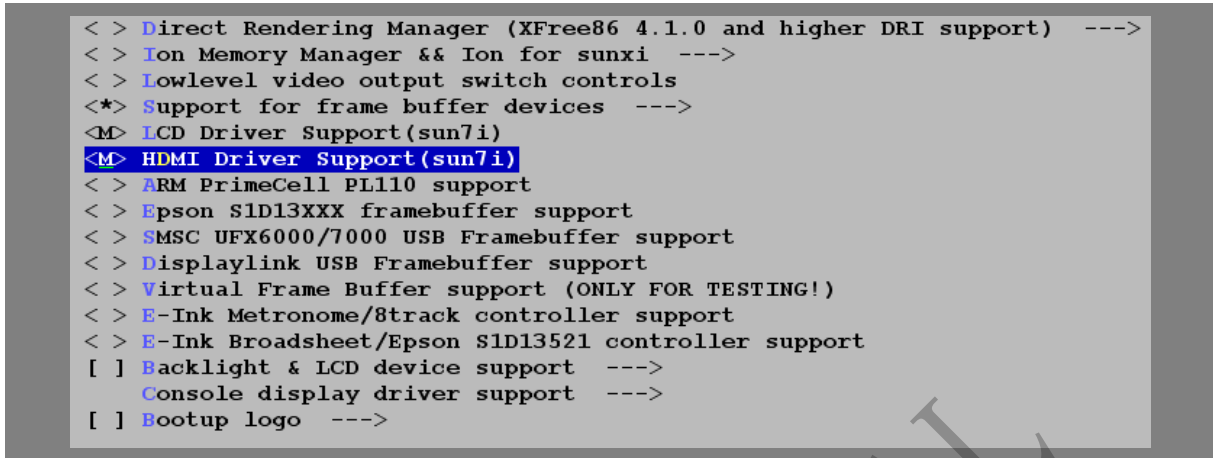 < > Direct Rendering Manager (XFree86 4.1.0 and higher DRI support)  --->
< > Ion Memory Manager && Ion for sunxi  --->
< > Lowlevel video output switch controls
<*> Support for frame buffer devices  --->
<M> LCD Driver Support(sun7i)
<M> HDMI Driver Support(sun7i)
< > ARM PrimeCell PL110 support
< > Epson S1D13XXX framebuffer support
< > SMSC UFX6000/7000 USB Framebuffer support
< > Displaylink USB Framebuffer support
< > Virtual Frame Buffer support (ONLY FOR TESTING!)
< > E-Ink Metronome/8track controller support
< > E-Ink Broadsheet/Epson S1D13521 controller support
[ ] Backlight & LCD device support  --->
    Console display driver support  --->
[ ] Bootup logo  --->